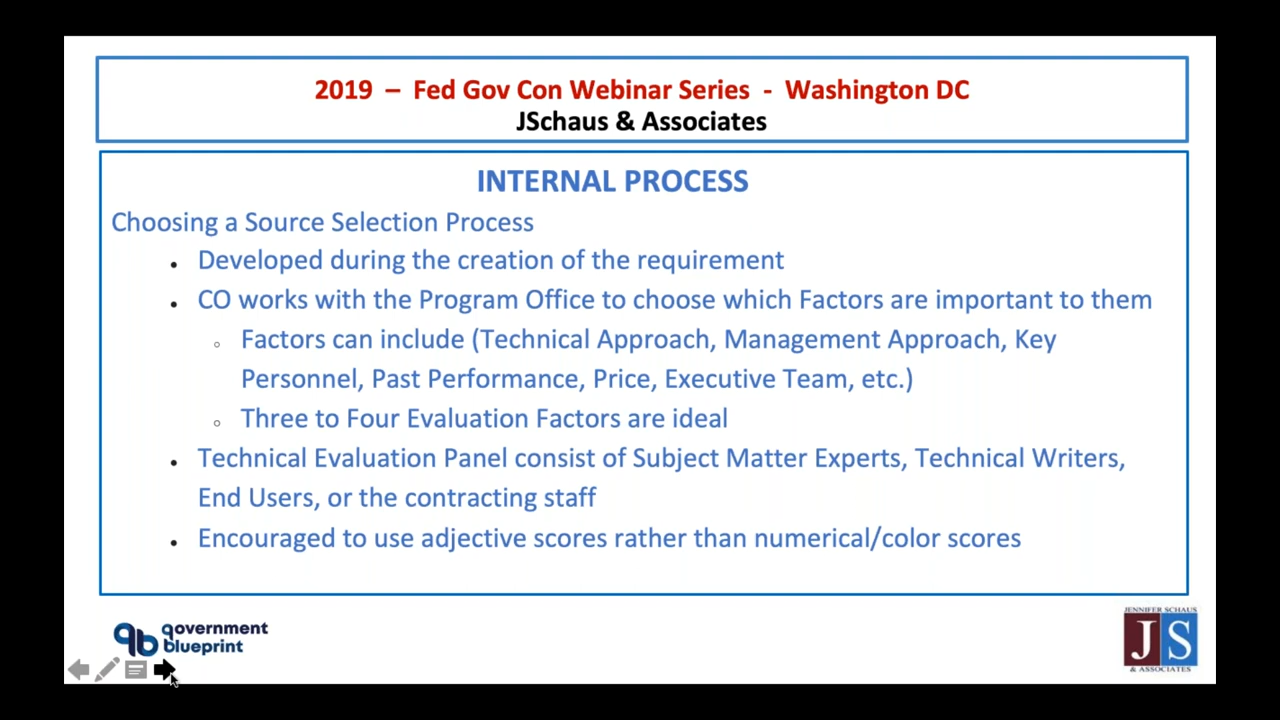 2019 – Fed Gov Con Webinar Series - Washington DC
JSchaus & Associates
INTERNAL PROCESS
Choosing a Source Selection Process
• Developed during the creation of the requirement
• CO works with the Program Office to choose which Factors are important to them
○ Factors can include (Technical Approach, Management Approach, Key
Personnel, Past Performance, Price, Executive Team, etc.)
○ Three to Four Evaluation Factors are ideal
• Technical Evaluation Panel consist of Subject Matter Experts, Technical Writers,
End Users, or the contracting staff
• Encouraged to use adjective scores rather than numerical/color scores
government
blueprint
JENNIFER SCHAUS
JS
& ASSOCIATES